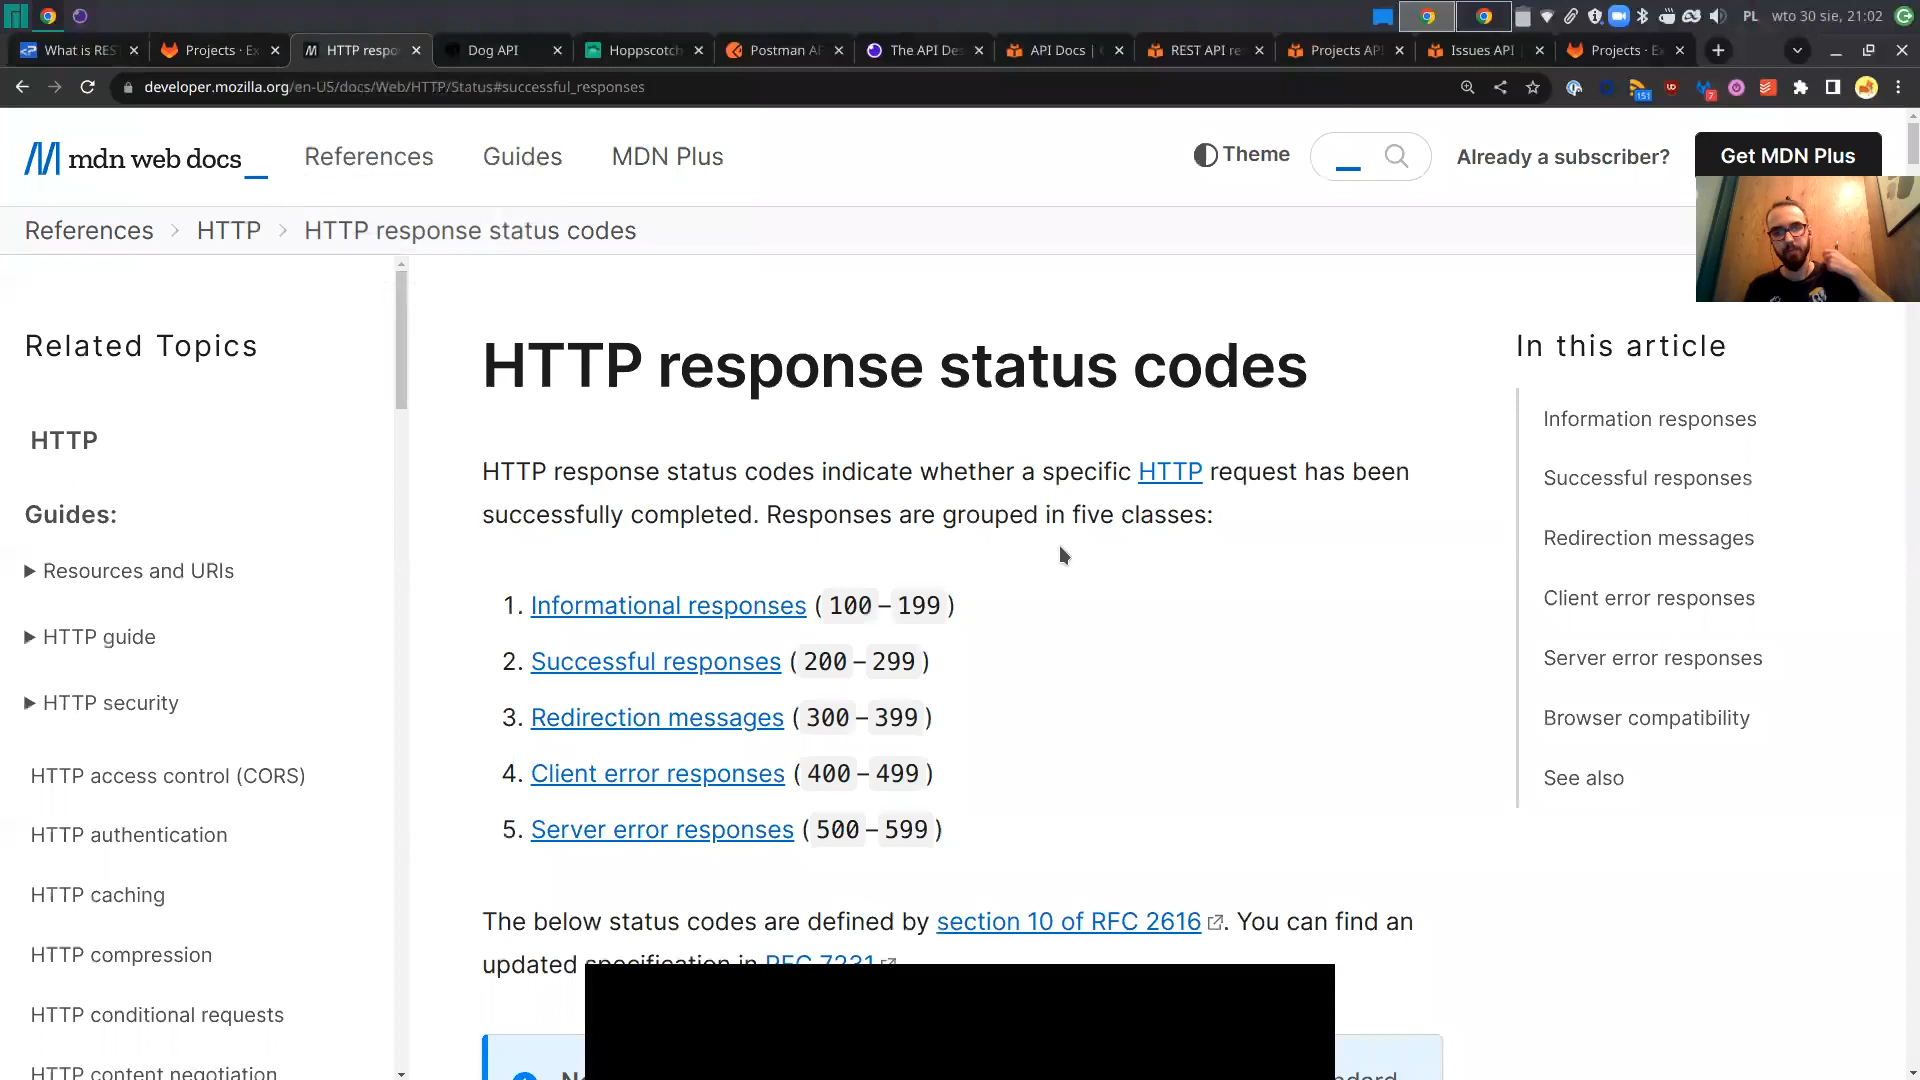 PL wto 30 sie, 21:02
What is RES
Projects · Ex
HTTP respo
Dog API
Hoppscotch
Postman AP
The API Des
API Docs |
REST API re
Projects API
Issues API
Projects · Ex
developer.mozilla.org/en-US/docs/Web/HTTP/Status#successful_responses
151
7
mdn web docs_
References
Guides
MDN Plus
Theme
Already a subscriber?
Get MDN Plus
References
HTTP
HTTP response status codes
Related Topics
HTTP
Guides:
Resources and URIs
HTTP guide
HTTP security
HTTP access control (CORS)
HTTP authentication
HTTP caching
HTTP compression
HTTP conditional requests
HTTP content negotiation
HTTP response status codes
HTTP response status codes indicate whether a specific HTTP request has been
successfully completed. Responses are grouped in five classes:
1. Informational responses (100–199)
2. Successful responses (200–299)
3. Redirection messages (300–399)
4. Client error responses (400–499)
5. Server error responses (500–599)
The below status codes are defined by section 10 of RFC 2616. You can find an
updated specification in RFC 7231
In this article
Information responses
Successful responses
Redirection messages
Client error responses
Server error responses
Browser compatibility
See also